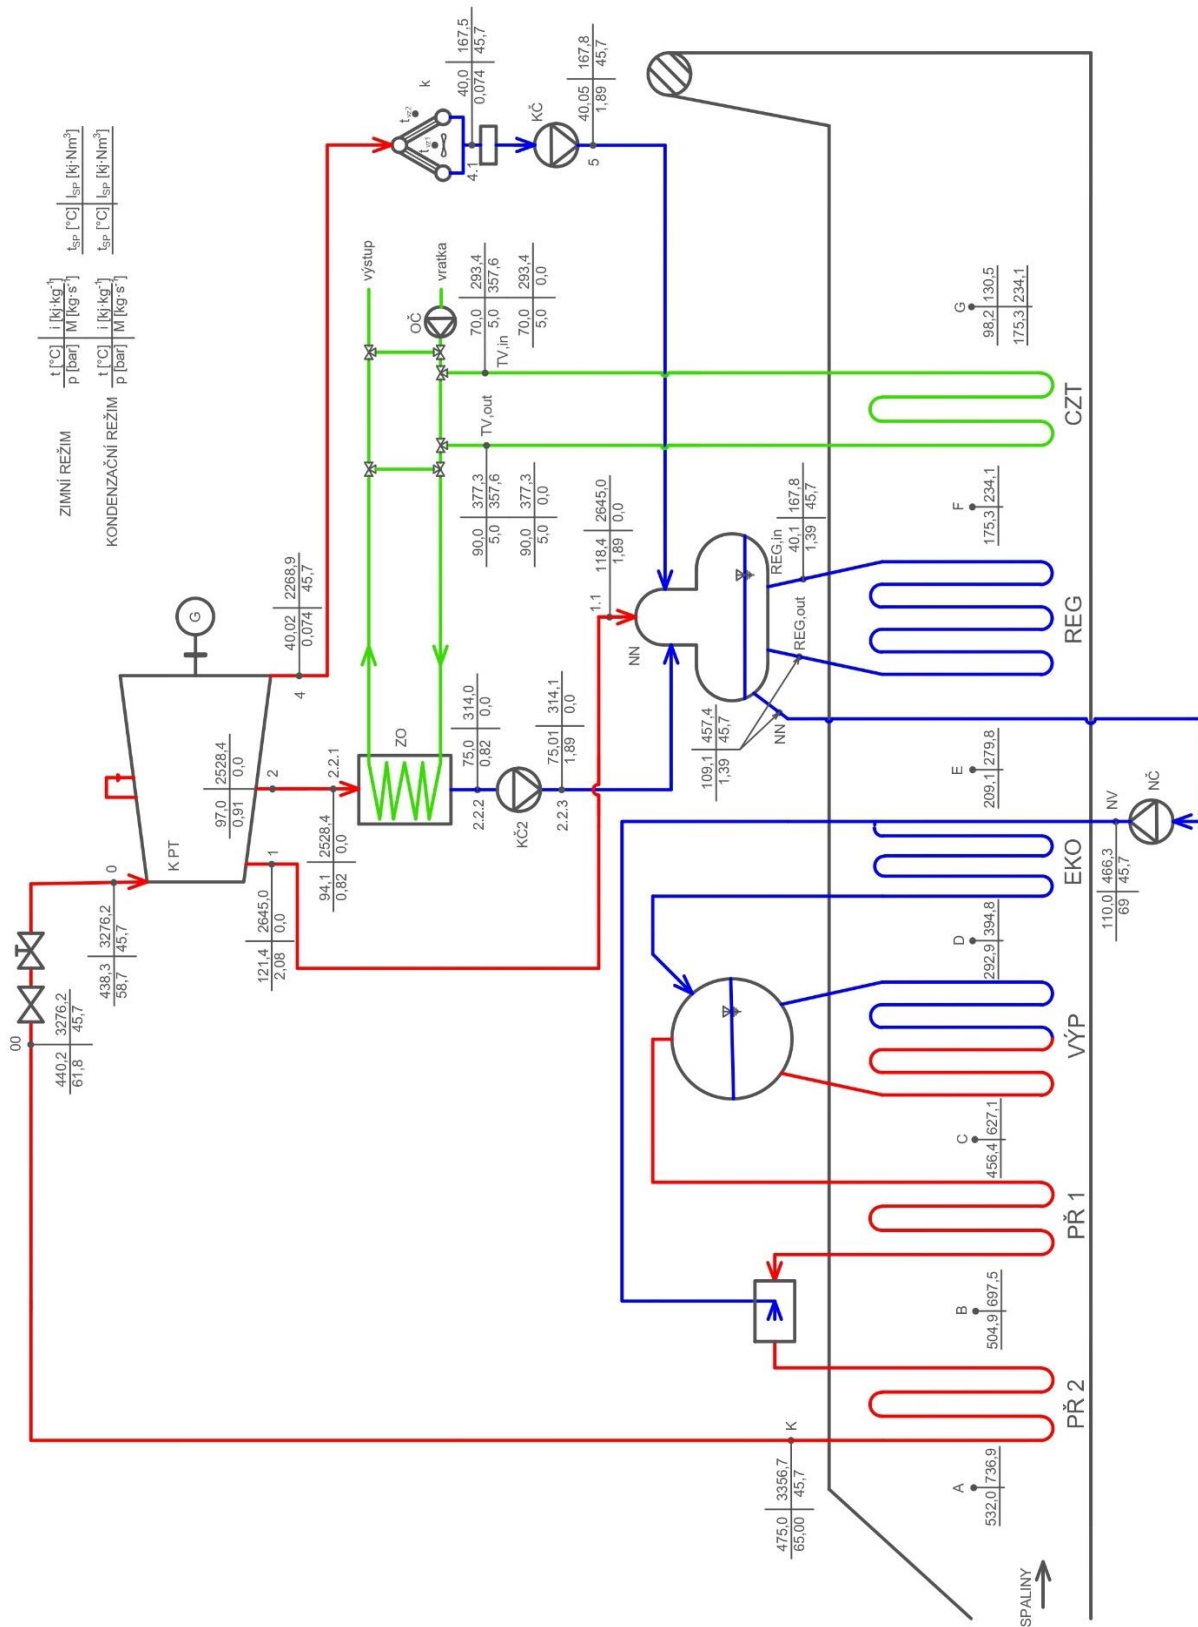 ZIMNÍ REŽIM
t [°C] i [kj·kg⁻¹]
p [bar] M [kg·s⁻¹]
t_SP [°C] I_SP [kj·Nm³]
KONDENZAČNÍ REŽIM
t [°C] i [kj·kg⁻¹]
p [bar] M [kg·s⁻¹]
t_SP [°C] I_SP [kj·Nm³]
00
440,2 3276,2
61,8 45,7
0
438,3 3276,2
58,7 45,7
K PT
G
1
121,4 2645,0
2,08 0,0
2
97,0 2528,4
0,91 0,0
4
40,02 2268,9
0,074 45,7
2.2.1
94,1 2528,4
0,82 0,0
ZO
2.2.2
75,0 314,0
0,82 0,0
KČ2
2.2.3
75,01 314,1
1,89 0,0
výstup
vratka
OČ
TV,in
70,0 293,4
5,0 357,6
70,0 293,4
5,0 0,0
TV,out
90,0 377,3
5,0 357,6
90,0 377,3
5,0 0,0
k
t_vz1
t_vz2
4.1
40,0 167,5
0,074 45,7
KČ
5
40,05 167,8
1,89 45,7
1.1
118,4 2645,0
1,89 0,0
NN
REG,in
40,1 167,8
1,39 45,7
REG,out
NN
109,1 457,4
1,39 45,7
NV
NČ
110,0 466,3
69 45,7
K
475,0 3356,7
65,00 45,7
SPALINY
A
532,0 736,9
B
504,9 697,5
C
456,4 627,1
D
292,9 394,8
E
209,1 279,8
F
175,3 234,1
G
98,2 130,5
175,3 234,1
PŘ 2
PŘ 1
VÝP
EKO
REG
CZT